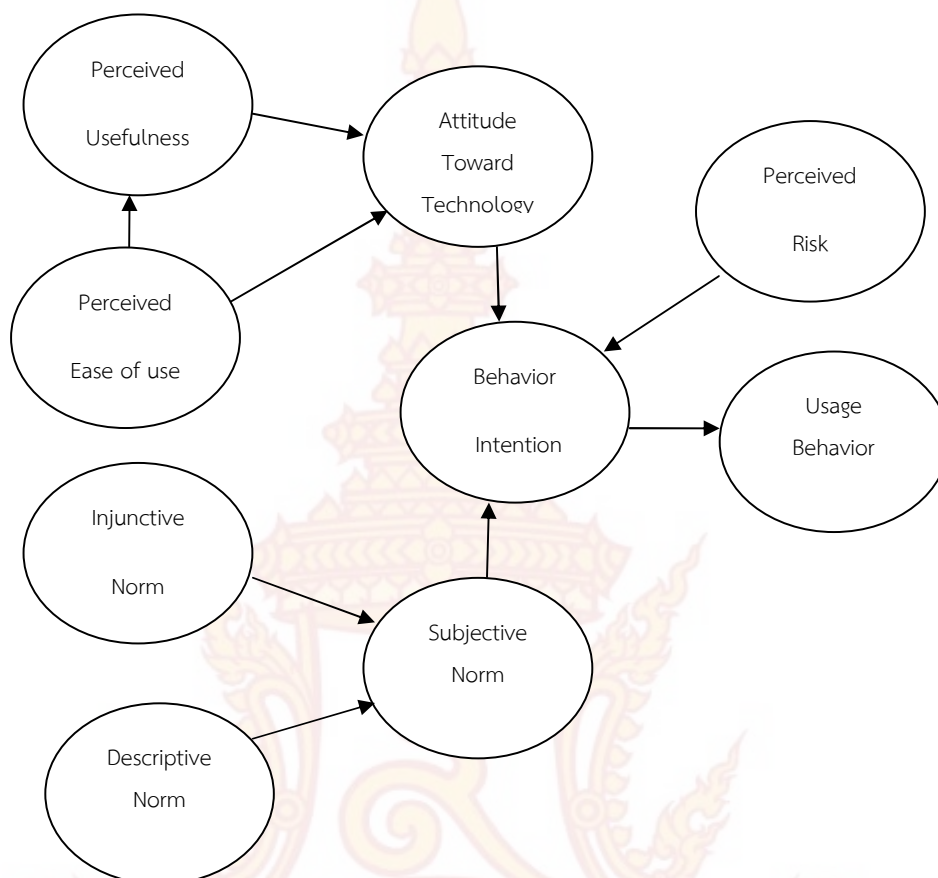 Perceived
Usefulness
Attitude
Toward
Technology
Perceived
Risk
Perceived
Ease of use
Behavior
Intention
Usage
Behavior
Injunctive
Norm
Subjective
Norm
Descriptive
Norm